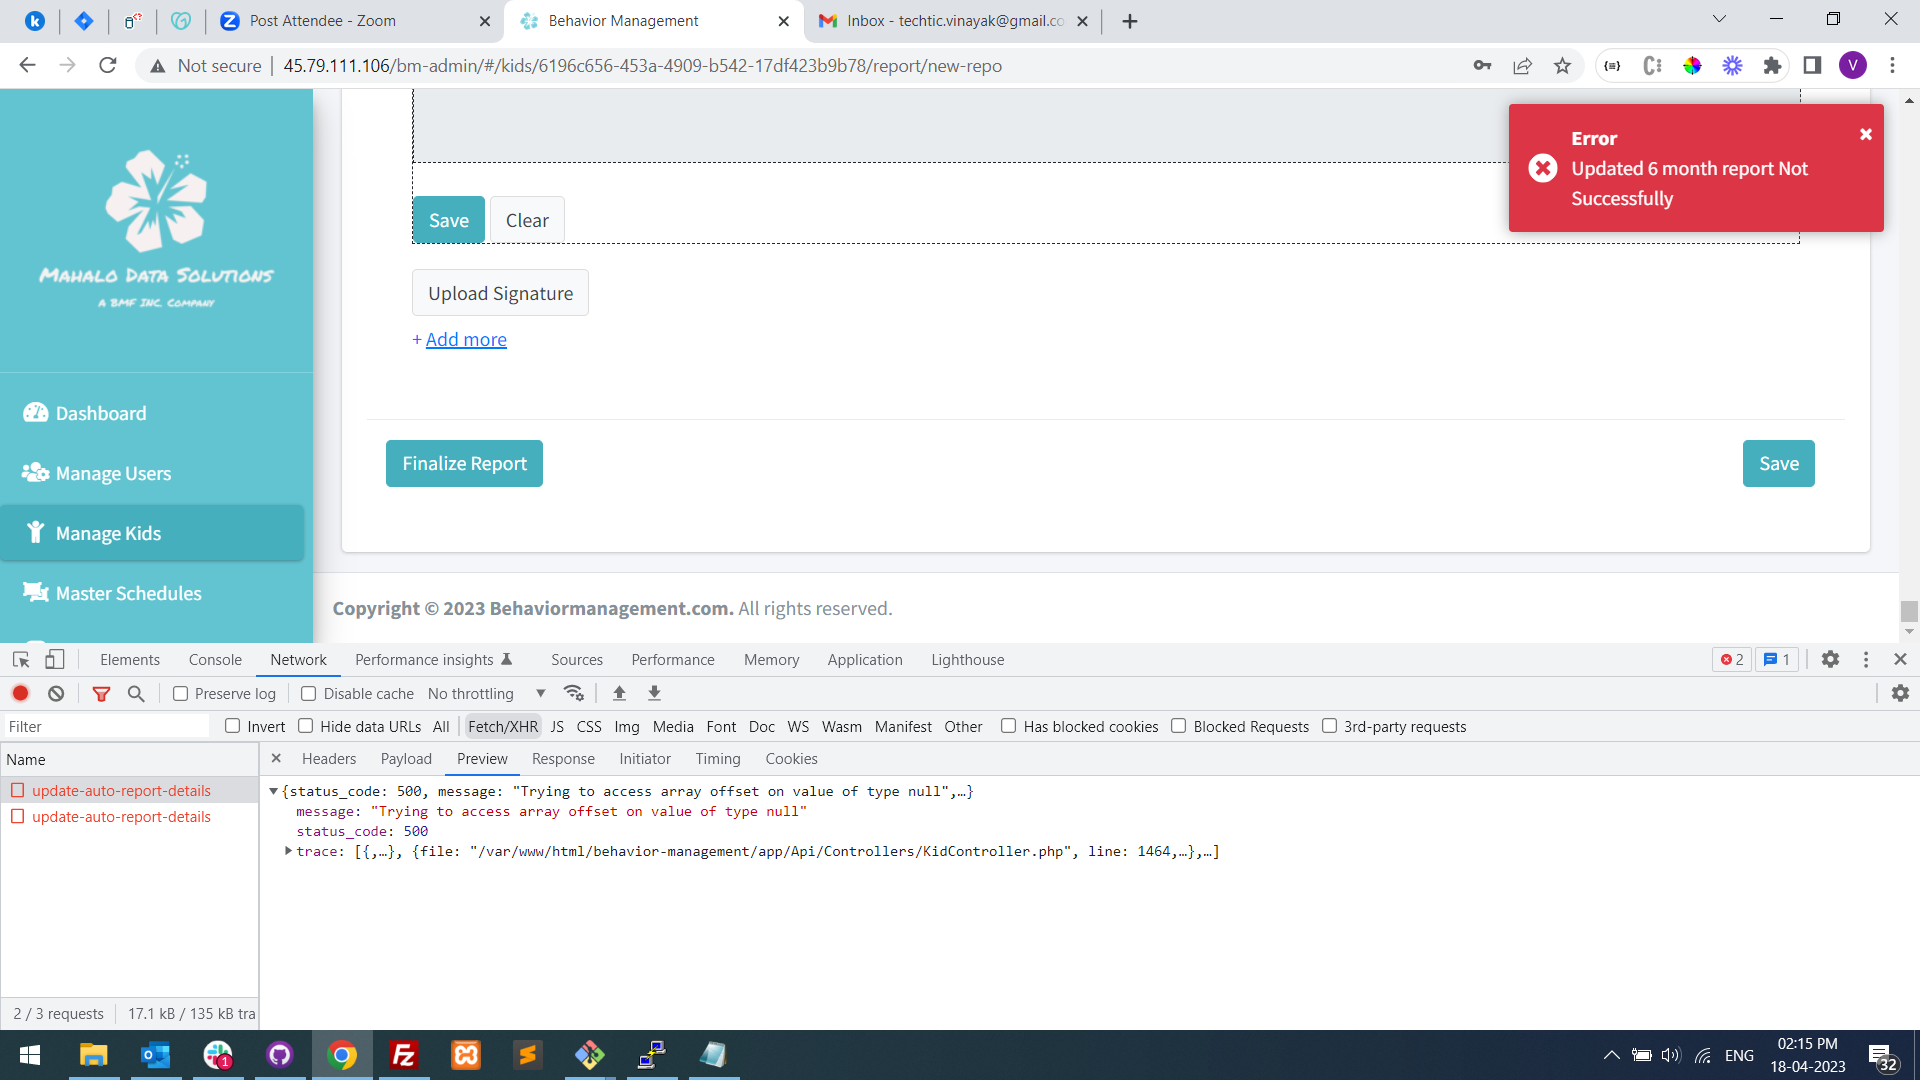 Post Attendee - Zoom
Behavior Management
Inbox - techtic.vinayak@gmail.co
Not secure
45.79.111.106/bm-admin/#/kids/6196c656-453a-4909-b542-17df423b9b78/report/new-repo
V
MAHALO DATA SOLUTIONS
A BMF INC. COMPANY
Dashboard
Manage Users
Manage Kids
Master Schedules
Error
Updated 6 month report Not
Successfully
Save
Clear
Upload Signature
+ Add more
Finalize Report
Save
Copyright © 2023 Behaviormanagement.com. All rights reserved.
Elements
Console
Network
Performance insights
Sources
Performance
Memory
Application
Lighthouse
2
1
Preserve log
Disable cache
No throttling
Filter
Invert
Hide data URLs
All
Fetch/XHR
JS
CSS
Img
Media
Font
Doc
WS
Wasm
Manifest
Other
Has blocked cookies
Blocked Requests
3rd-party requests
Name
Headers
Payload
Preview
Response
Initiator
Timing
Cookies
update-auto-report-details
update-auto-report-details
{status_code: 500, message: "Trying to access array offset on value of type null",…}
message: "Trying to access array offset on value of type null"
status_code: 500
trace: [{,…}, {file: "/var/www/html/behavior-management/app/Api/Controllers/KidController.php", line: 1464,…},…]
2 / 3 requests
17.1 kB / 135 kB tra
1
ENG
02:15 PM
18-04-2023
32